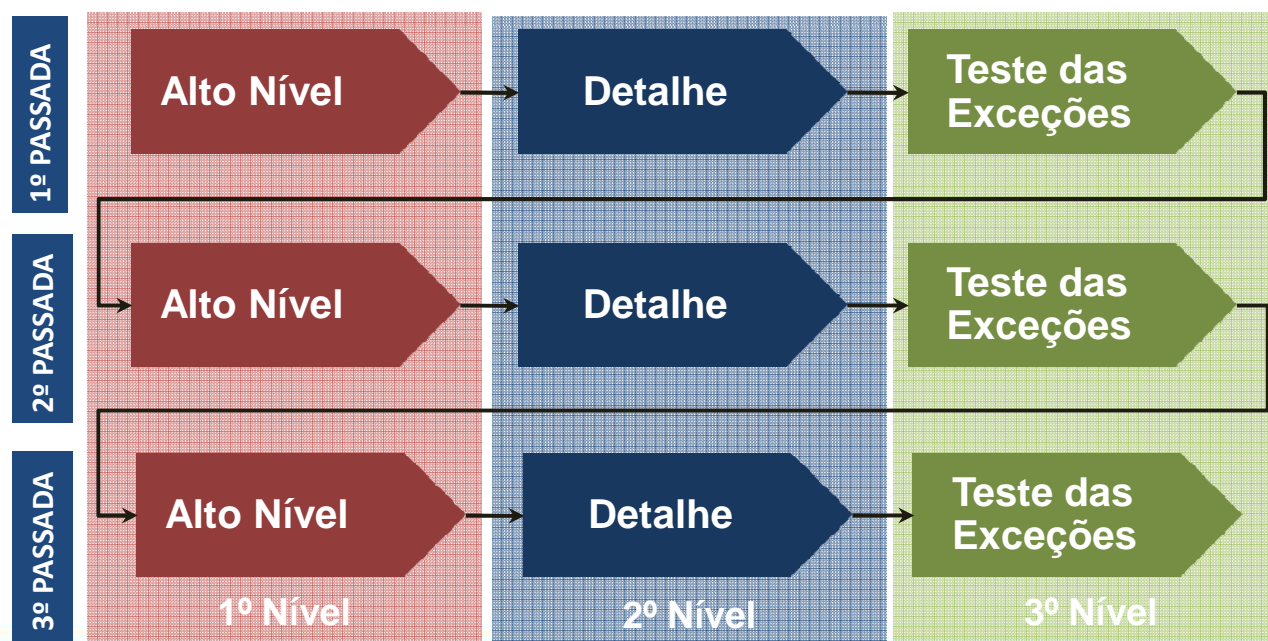 1º PASSADA
Alto Nível
Detalhe
Teste das
Exceções
2º PASSADA
Alto Nível
Detalhe
Teste das
Exceções
3º PASSADA
Alto Nível
Detalhe
Teste das
Exceções
1º Nível
2º Nível
3º Nível